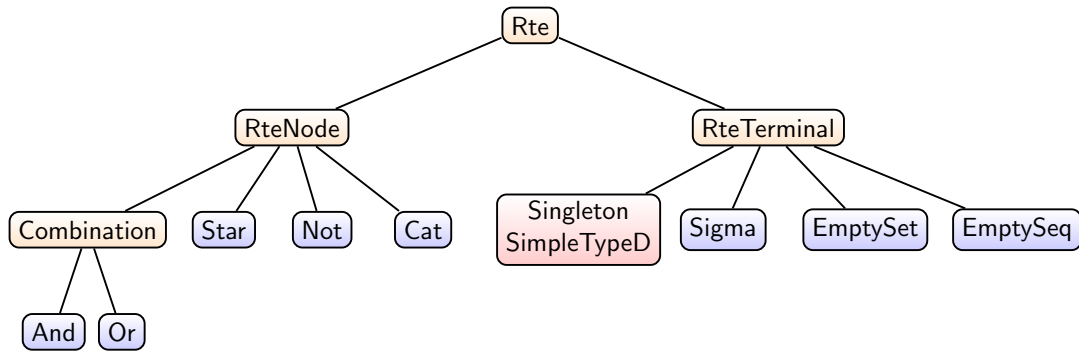 Rte
RteNode
RteTerminal
Combination
Star
Not
Cat
Singleton
SimpleTypeD
Sigma
EmptySet
EmptySeq
And
Or